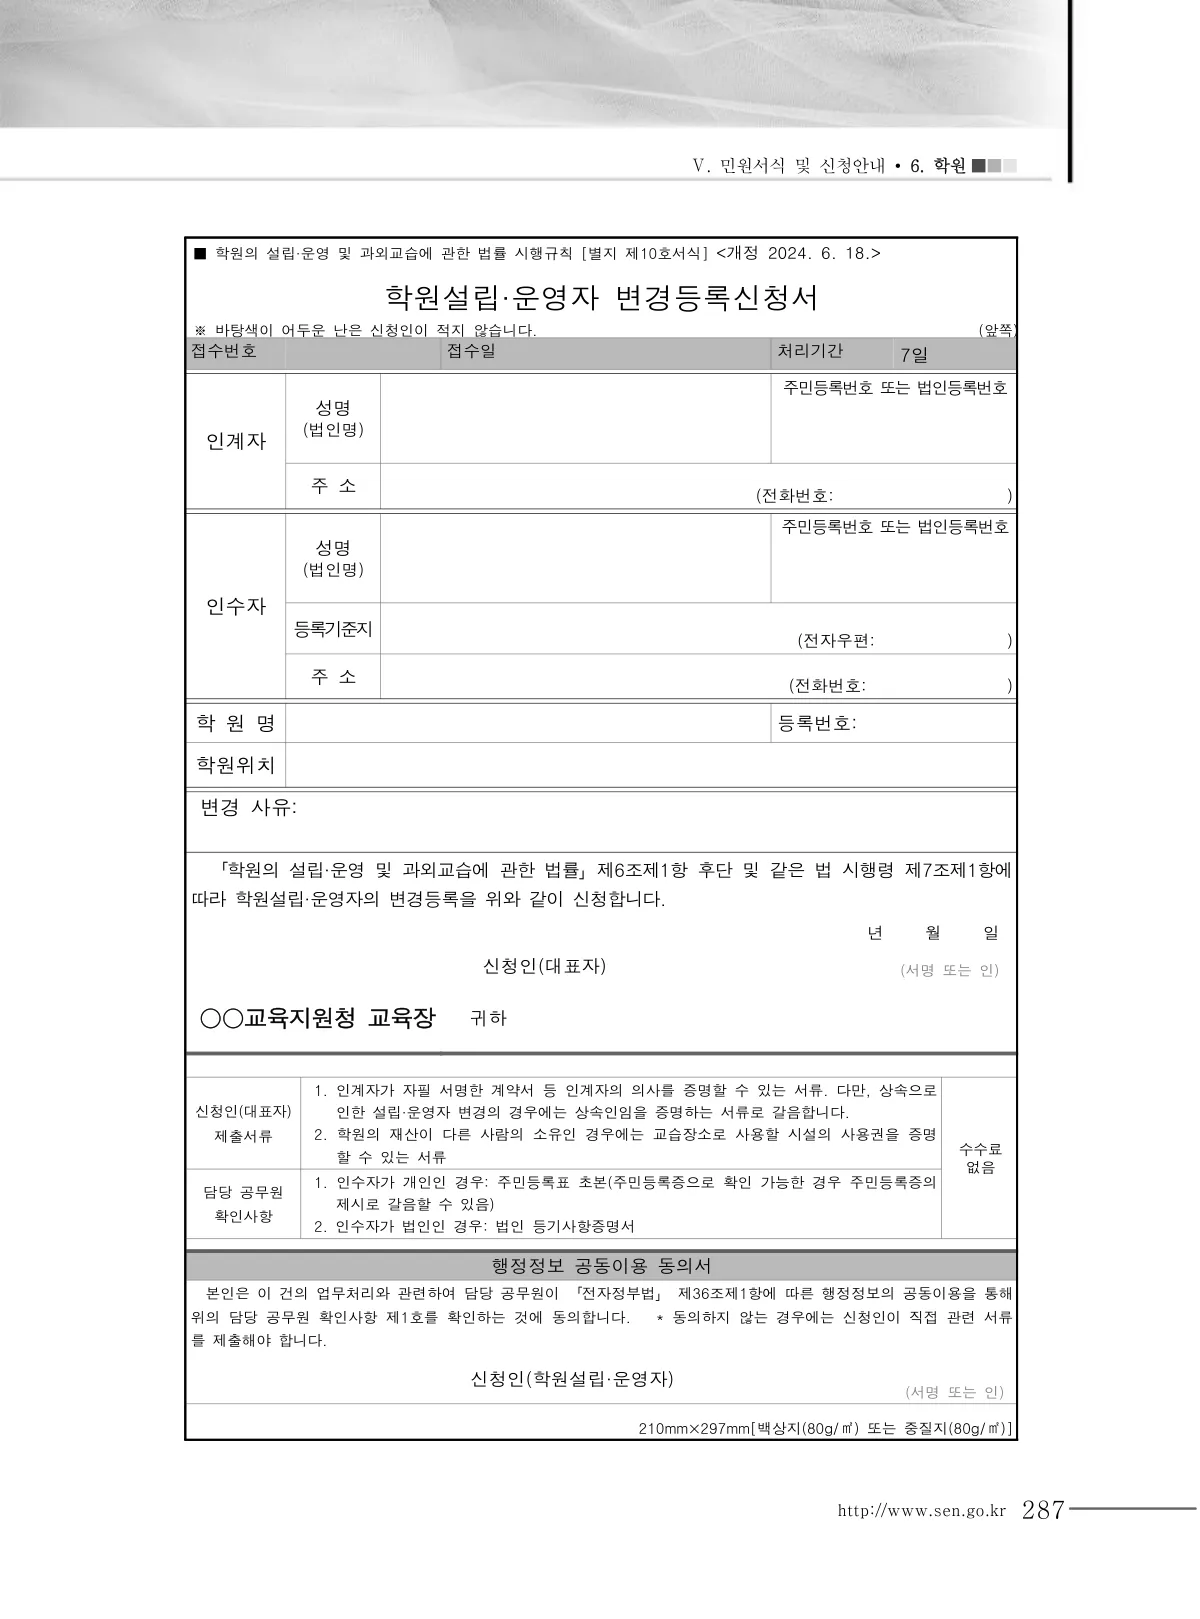 Ⅴ. 민원서식 및 신청안내 • 6. 학원
■ 학원의 설립·운영 및 과외교습에 관한 법률 시행규칙 [별지 제10호서식] <개정 2024. 6. 18.>
학원설립·운영자 변경등록신청서
※ 바탕색이 어두운 난은 신청인이 적지 않습니다. (앞쪽)
접수번호 접수일 처리기간 7일
인계자 성명 (법인명) 주민등록번호 또는 법인등록번호
주 소 (전화번호: )
인수자 성명 (법인명) 주민등록번호 또는 법인등록번호
등록기준지 (전자우편: )
주 소 (전화번호: )
학 원 명 등록번호:
학원위치
변경 사유:
「학원의 설립·운영 및 과외교습에 관한 법률」 제6조제1항 후단 및 같은 법 시행령 제7조제1항에
따라 학원설립·운영자의 변경등록을 위와 같이 신청합니다.
년 월 일
신청인(대표자) (서명 또는 인)
○○교육지원청 교육장 귀하
신청인(대표자)
제출서류
1. 인계자가 자필 서명한 계약서 등 인계자의 의사를 증명할 수 있는 서류. 다만, 상속으로
인한 설립·운영자 변경의 경우에는 상속인임을 증명하는 서류로 갈음합니다.
2. 학원의 재산이 다른 사람의 소유인 경우에는 교습장소로 사용할 시설의 사용권을 증명
할 수 있는 서류
수수료
없음
담당 공무원
확인사항
1. 인수자가 개인인 경우: 주민등록표 초본(주민등록증으로 확인 가능한 경우 주민등록증의
제시로 갈음할 수 있음)
2. 인수자가 법인인 경우: 법인 등기사항증명서
행정정보 공동이용 동의서
본인은 이 건의 업무처리와 관련하여 담당 공무원이 「전자정부법」 제36조제1항에 따른 행정정보의 공동이용을 통해
위의 담당 공무원 확인사항 제1호를 확인하는 것에 동의합니다. * 동의하지 않는 경우에는 신청인이 직접 관련 서류
를 제출해야 합니다.
신청인(학원설립·운영자) (서명 또는 인)
210mm×297mm[백상지(80g/㎡) 또는 중질지(80g/㎡)]
http://www.sen.go.kr 287